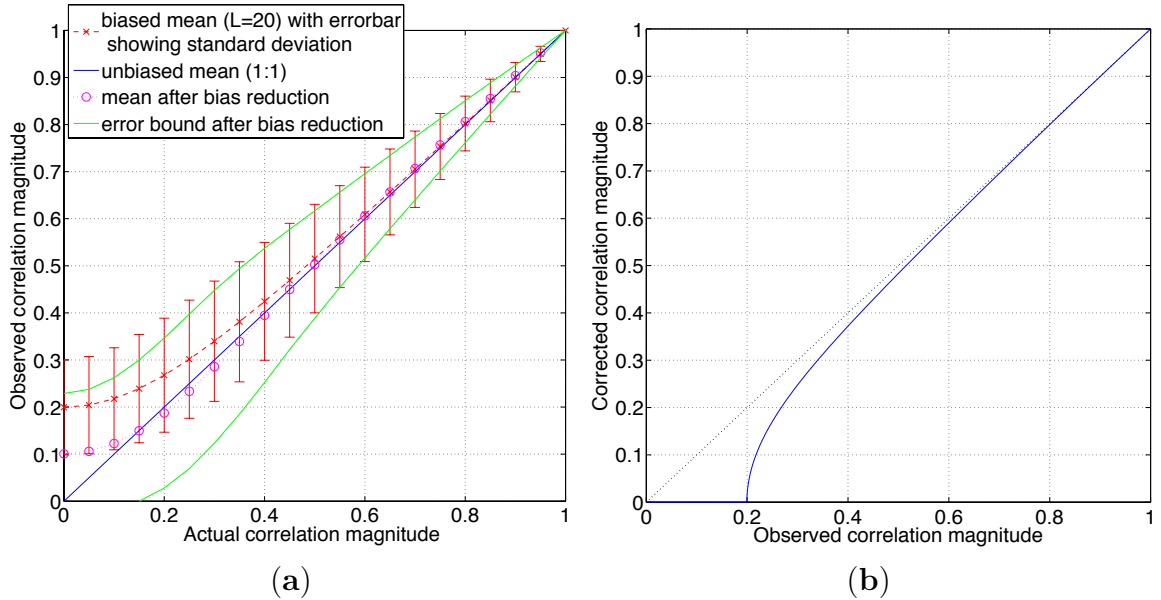 biased mean (L=20) with errorbar
showing standard deviation
unbiased mean (1:1)
mean after bias reduction
error bound after bias reduction
Observed correlation magnitude
1
0.9
0.8
0.7
0.6
0.5
0.4
0.3
0.2
0.1
0
0 0.2 0.4 0.6 0.8 1
Actual correlation magnitude
(a)
Corrected correlation magnitude
1
0.9
0.8
0.7
0.6
0.5
0.4
0.3
0.2
0.1
0
0 0.2 0.4 0.6 0.8 1
Observed correlation magnitude
(b)